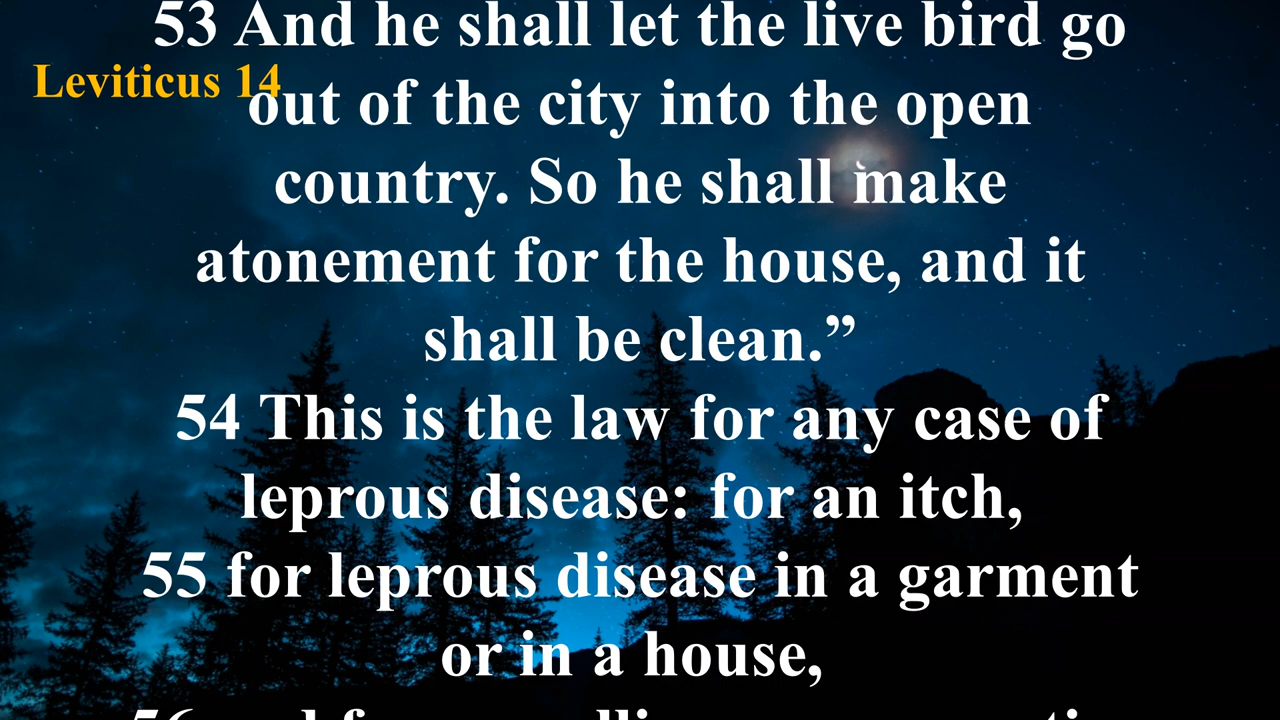 53 And he shall let the live bird go
Leviticus 14
out of the city into the open
country. So he shall make
atonement for the house, and it
shall be clean.”
54 This is the law for any case of
leprous disease: for an itch,
55 for leprous disease in a garment
or in a house,